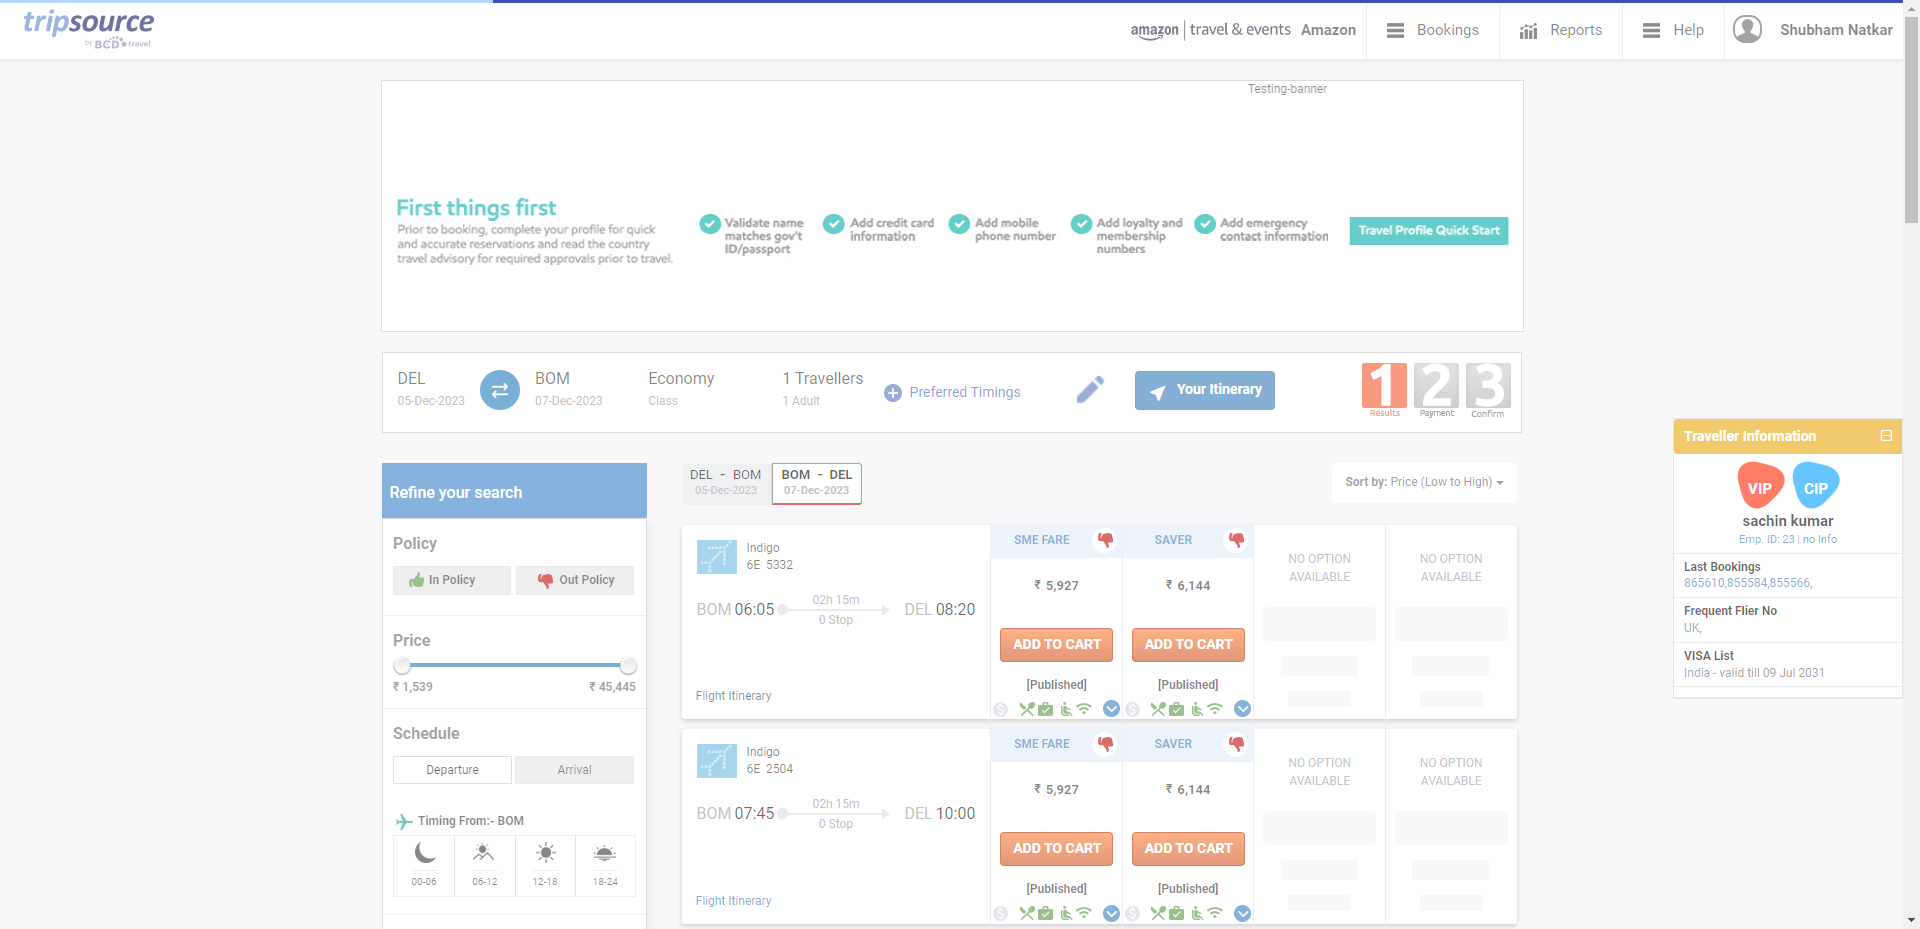 tripsource
by BCD travel
amazon | travel & events Amazon
Bookings
Reports
Help
Shubham Natkar
Testing-banner
First things first
Prior to booking, complete your profile for quick
and accurate reservations and read the country
travel advisory for required approvals prior to travel.
Validate name
matches gov't
ID/passport
Add credit card
information
Add mobile
phone number
Add loyalty and
membership
numbers
Add emergency
contact information
Travel Profile Quick Start
DEL
05-Dec-2023
BOM
07-Dec-2023
Economy
Class
1 Travellers
1 Adult
Preferred Timings
Your Itinerary
1
Results
2
Payment
3
Confirm
Traveller Information
VIP
CIP
sachin kumar
Emp. ID: 23 | no Info
Last Bookings
865610,855584,855566,
Frequent Flier No
UK,
VISA List
India - valid till 09 Jul 2031
Refine your search
Policy
In Policy
Out Policy
Price
₹ 1,539
₹ 45,445
Schedule
Departure
Arrival
Timing From:- BOM
00-06
06-12
12-18
18-24
DEL - BOM
05-Dec-2023
BOM - DEL
07-Dec-2023
Sort by: Price (Low to High)
Indigo
6E 5332
BOM 06:05
02h 15m
0 Stop
DEL 08:20
Flight Itinerary
SME FARE
₹ 5,927
ADD TO CART
[Published]
SAVER
₹ 6,144
ADD TO CART
[Published]
NO OPTION
AVAILABLE
NO OPTION
AVAILABLE
Indigo
6E 2504
BOM 07:45
02h 15m
0 Stop
DEL 10:00
Flight Itinerary
SME FARE
₹ 5,927
ADD TO CART
[Published]
SAVER
₹ 6,144
ADD TO CART
[Published]
NO OPTION
AVAILABLE
NO OPTION
AVAILABLE